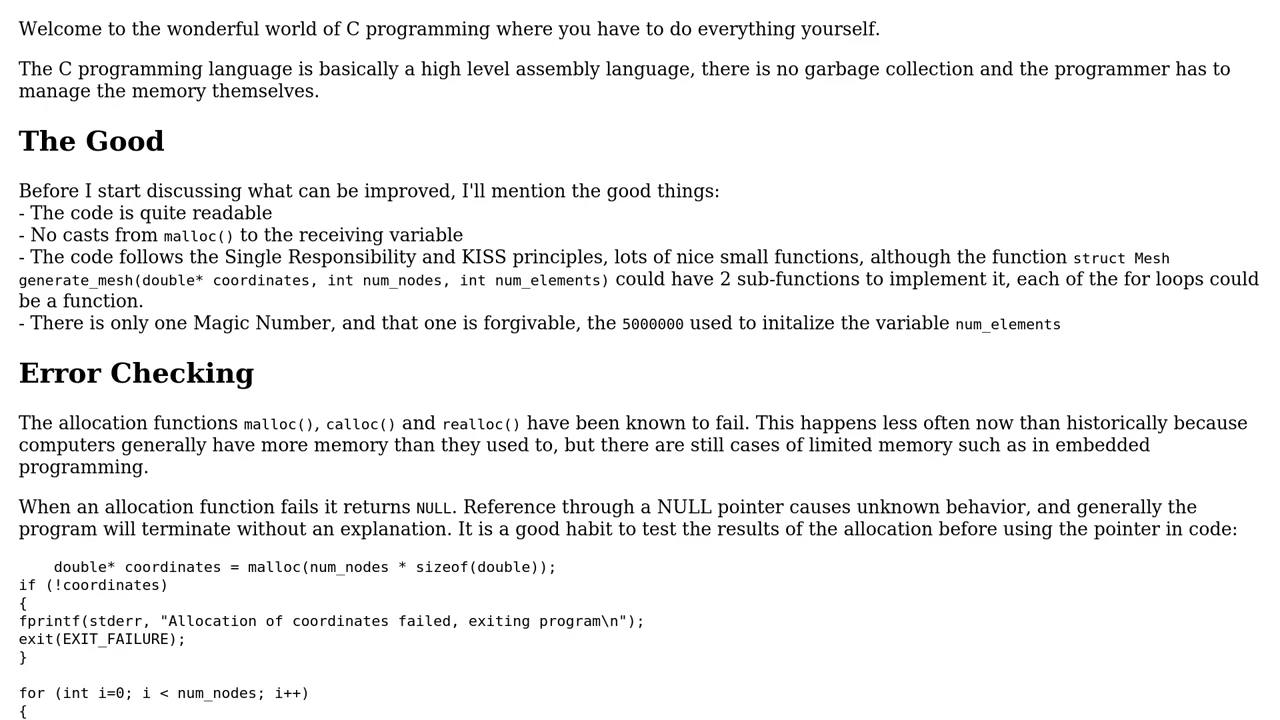 Welcome to the wonderful world of C programming where you have to do everything yourself.
The C programming language is basically a high level assembly language, there is no garbage collection and the programmer has to
manage the memory themselves.
The Good
Before I start discussing what can be improved, I'll mention the good things:
- The code is quite readable
- No casts from malloc() to the receiving variable
- The code follows the Single Responsibility and KISS principles, lots of nice small functions, although the function struct Mesh
generate_mesh(double* coordinates, int num_nodes, int num_elements) could have 2 sub-functions to implement it, each of the for loops could
be a function.
- There is only one Magic Number, and that one is forgivable, the 5000000 used to initalize the variable num_elements
Error Checking
The allocation functions malloc(), calloc() and realloc() have been known to fail. This happens less often now than historically because
computers generally have more memory than they used to, but there are still cases of limited memory such as in embedded
programming.
When an allocation function fails it returns NULL. Reference through a NULL pointer causes unknown behavior, and generally the
program will terminate without an explanation. It is a good habit to test the results of the allocation before using the pointer in code:
    double* coordinates = malloc(num_nodes * sizeof(double));
if (!coordinates)
{
fprintf(stderr, "Allocation of coordinates failed, exiting program\n");
exit(EXIT_FAILURE);
}
for (int i=0; i < num_nodes; i++)
{